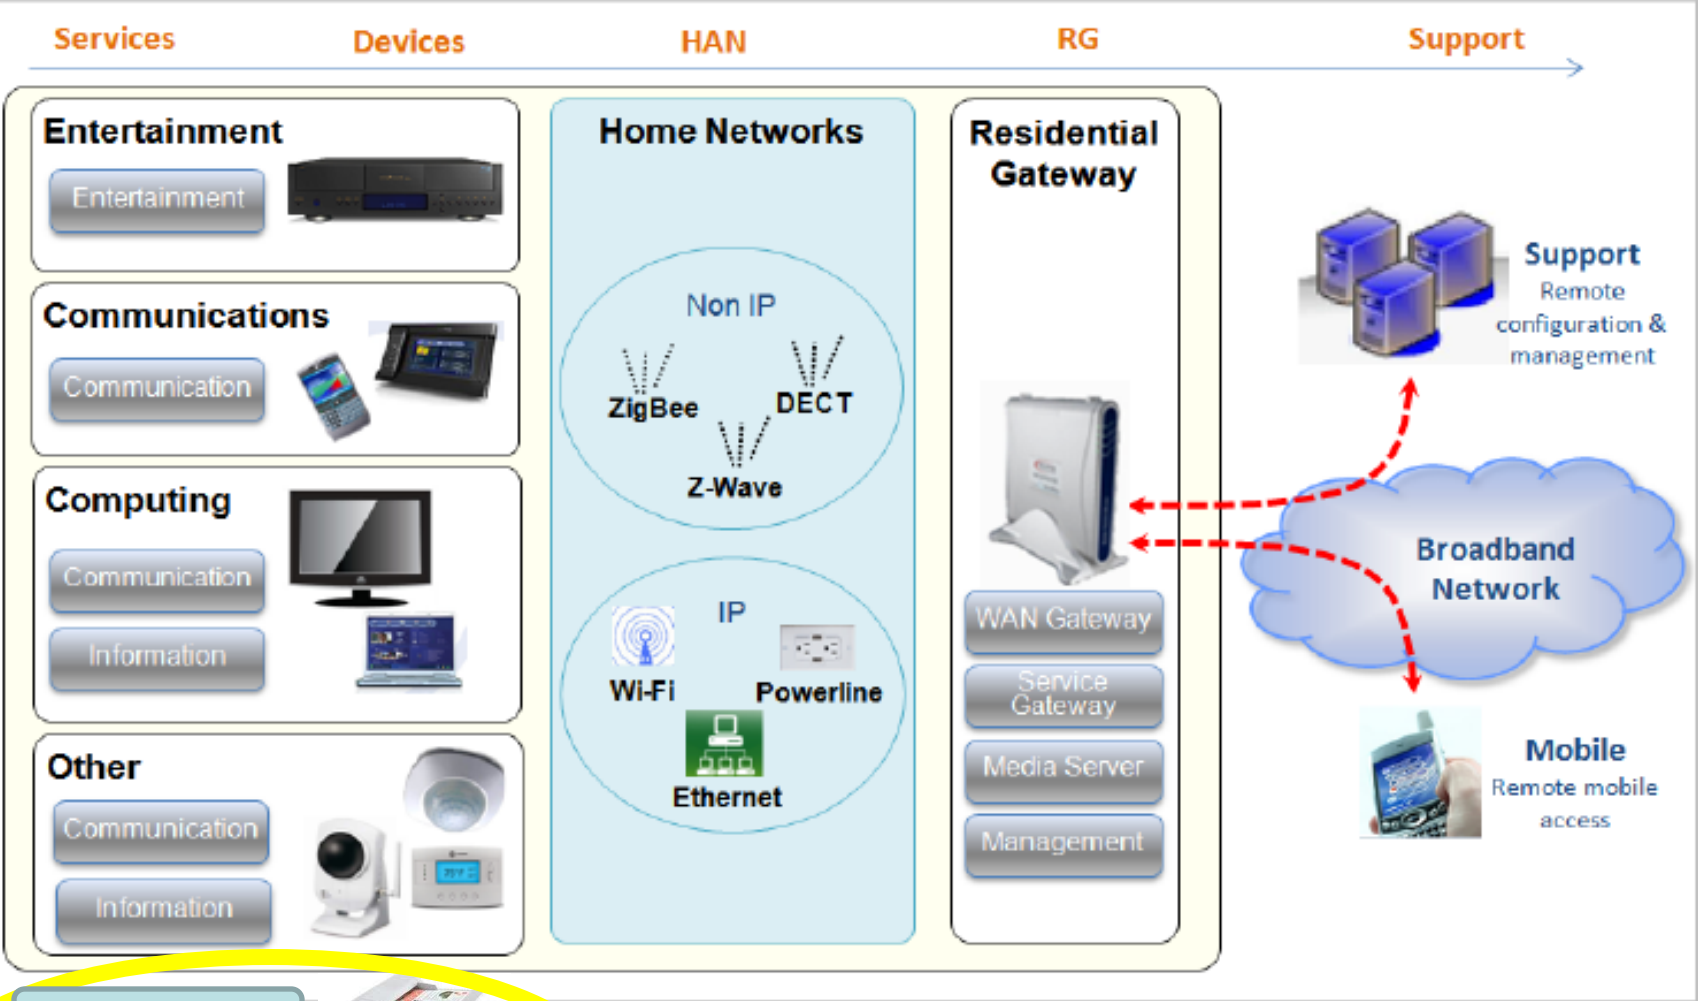 Services
Devices
HAN
RG
Support
Entertainment
Entertainment
Communications
Communication
Computing
Communication
Information
Other
Communication
Information
Home Networks
Non IP
ZigBee
DECT
Z-Wave
IP
Wi-Fi
Powerline
Ethernet
Residential
Gateway
WAN Gateway
Service
Gateway
Media Server
Management
Support
Remote
configuration &
management
Broadband
Network
Mobile
Remote mobile
access